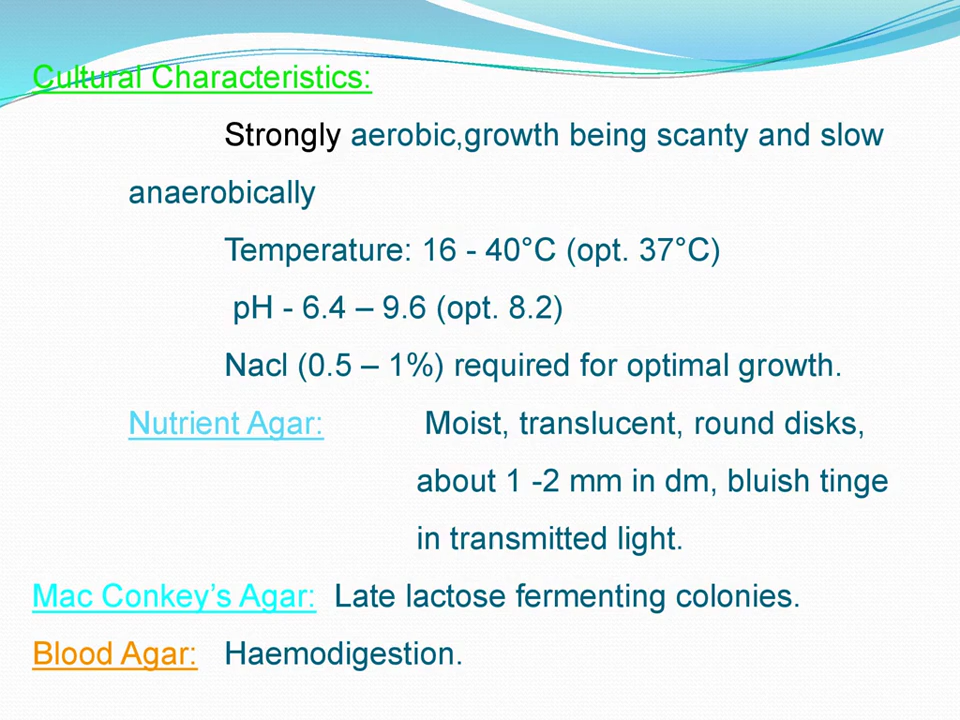 Cultural Characteristics:
Strongly aerobic,growth being scanty and slow
anaerobically
Temperature: 16 - 40°C (opt. 37°C)
pH - 6.4 – 9.6 (opt. 8.2)
Nacl (0.5 – 1%) required for optimal growth.
Nutrient Agar: Moist, translucent, round disks,
about 1 -2 mm in dm, bluish tinge
in transmitted light.
Mac Conkey’s Agar: Late lactose fermenting colonies.
Blood Agar: Haemodigestion.